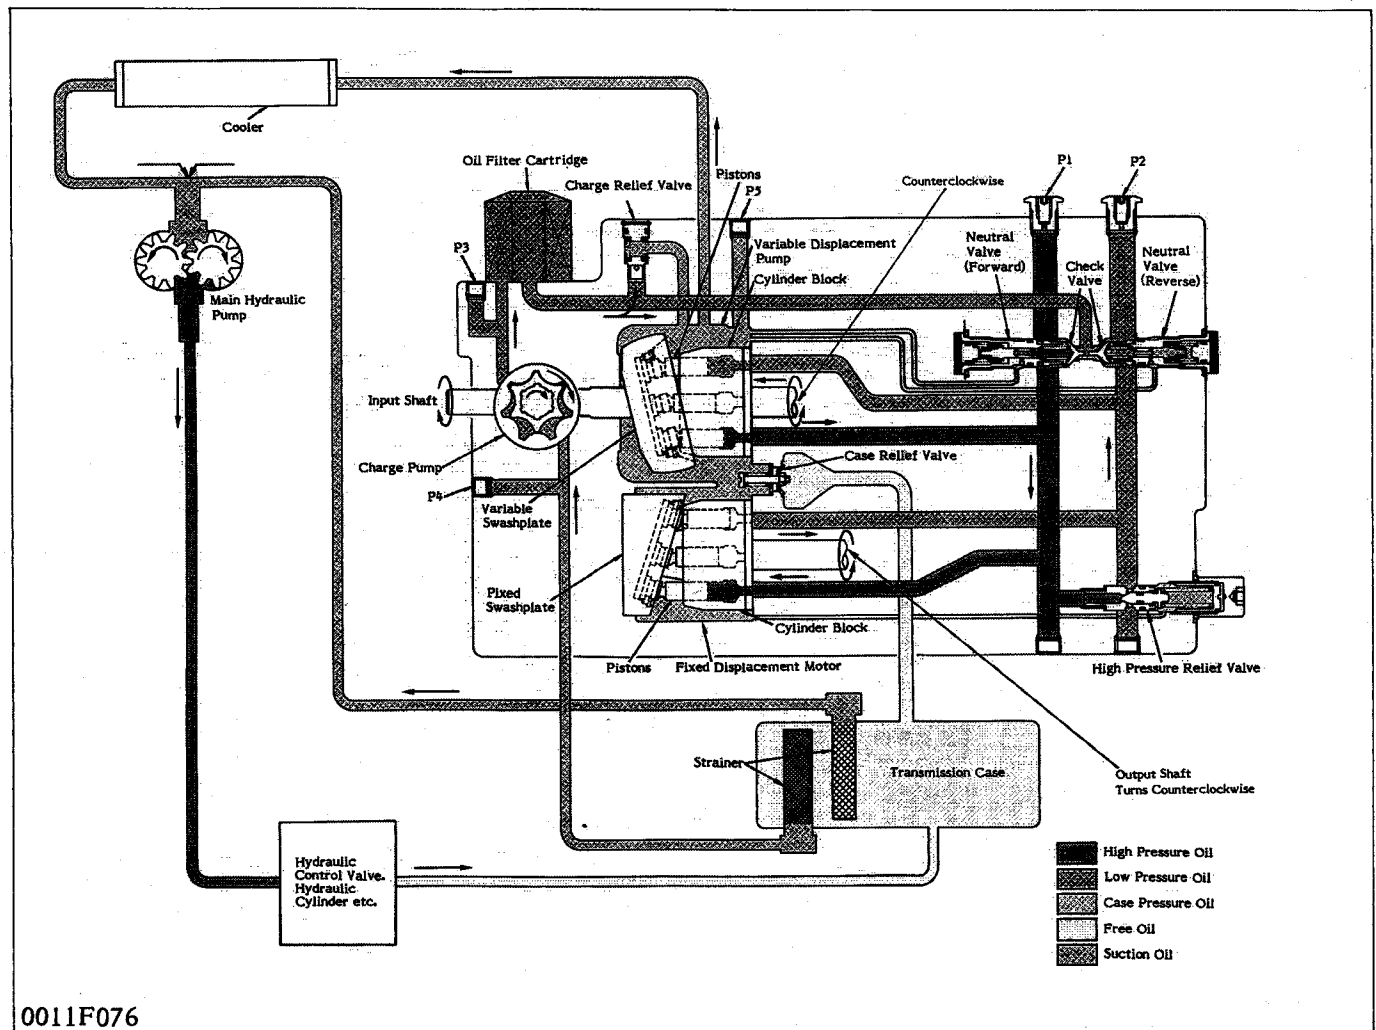 Cooler
Oil Filter Cartridge
Charge Relief Valve
Pistons
P5
Counterclockwise
P1
P2
P3
Variable Displacement
Pump
Cylinder Block
Neutral
Valve
(Forward)
Check
Valve
Neutral
Valve
(Reverse)
Main Hydraulic
Pump
Input Shaft
Charge Pump
P4
Variable
Swashplate
Case Relief Valve
Fixed
Swashplate
Cylinder Block
Pistons
Fixed Displacement Motor
High Pressure Relief Valve
Strainer
Transmission Case
Output Shaft
Turns Counterclockwise
Hydraulic
Control Valve.
Hydraulic
Cylinder etc.
High Pressure Oil
Low Pressure Oil
Case Pressure Oil
Free Oil
Suction Oil
0011F076